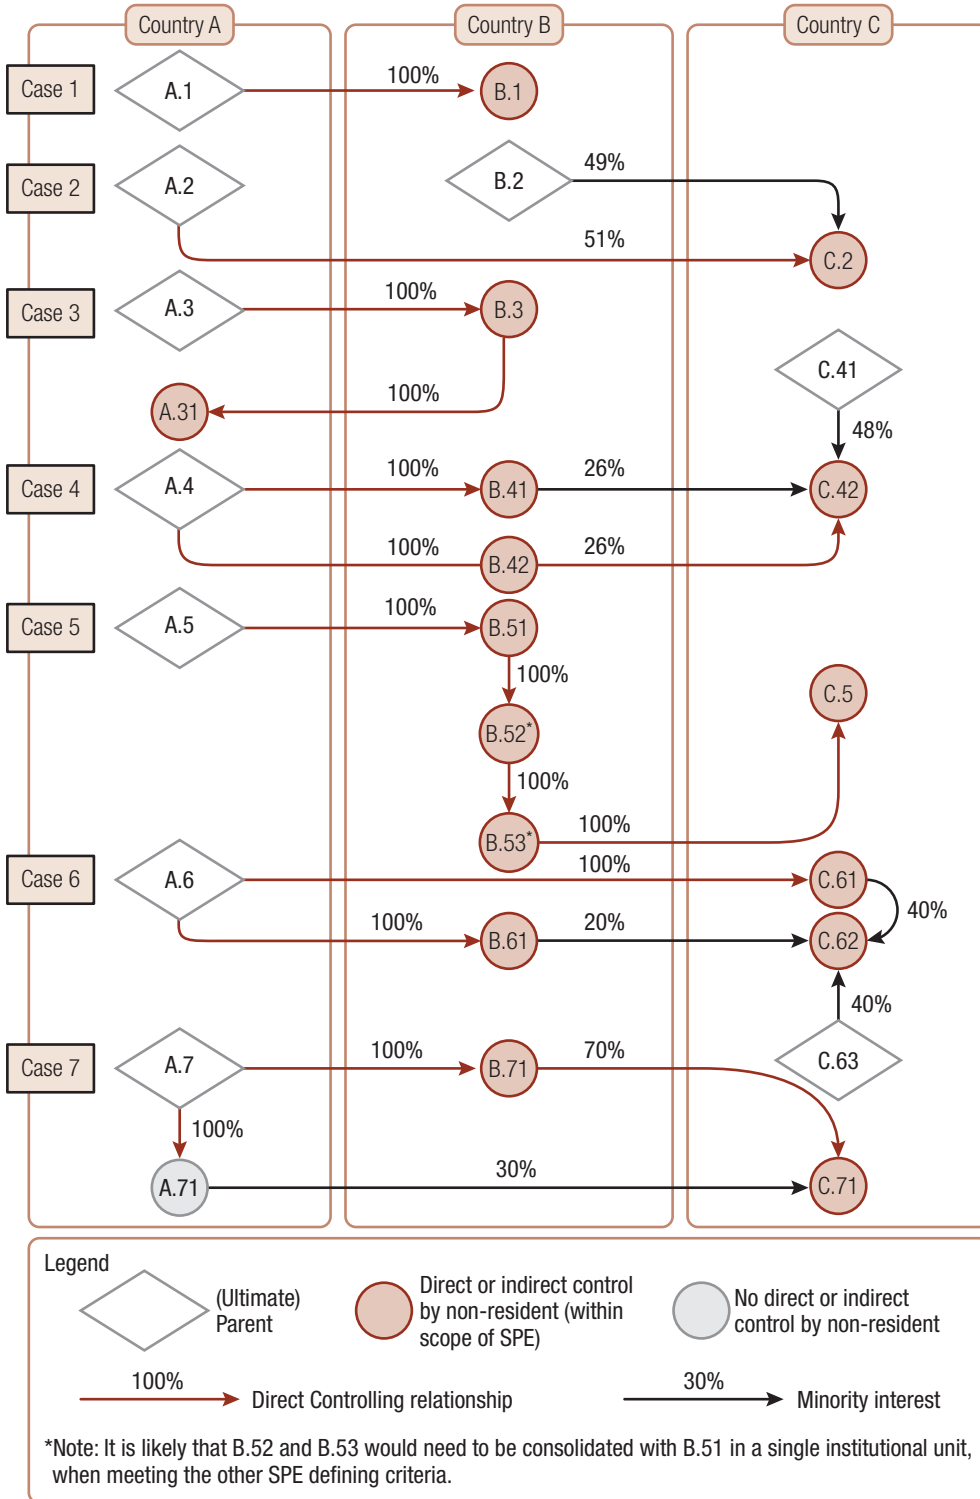 Country A
Country B
Country C
Case 1
A.1
100%
B.1
Case 2
A.2
B.2
49%
51%
C.2
Case 3
A.3
100%
B.3
100%
A.31
C.41
48%
Case 4
A.4
100%
B.41
26%
C.42
100%
B.42
26%
Case 5
A.5
100%
B.51
100%
B.52*
C.5
100%
B.53*
100%
Case 6
A.6
100%
C.61
40%
100%
B.61
20%
C.62
40%
C.63
Case 7
A.7
100%
B.71
70%
100%
A.71
30%
C.71
Legend
(Ultimate)
Parent
Direct or indirect control
by non-resident (within
scope of SPE)
No direct or indirect
control by non-resident
100%
Direct Controlling relationship
30%
Minority interest
*Note: It is likely that B.52 and B.53 would need to be consolidated with B.51 in a single institutional unit,
when meeting the other SPE defining criteria.